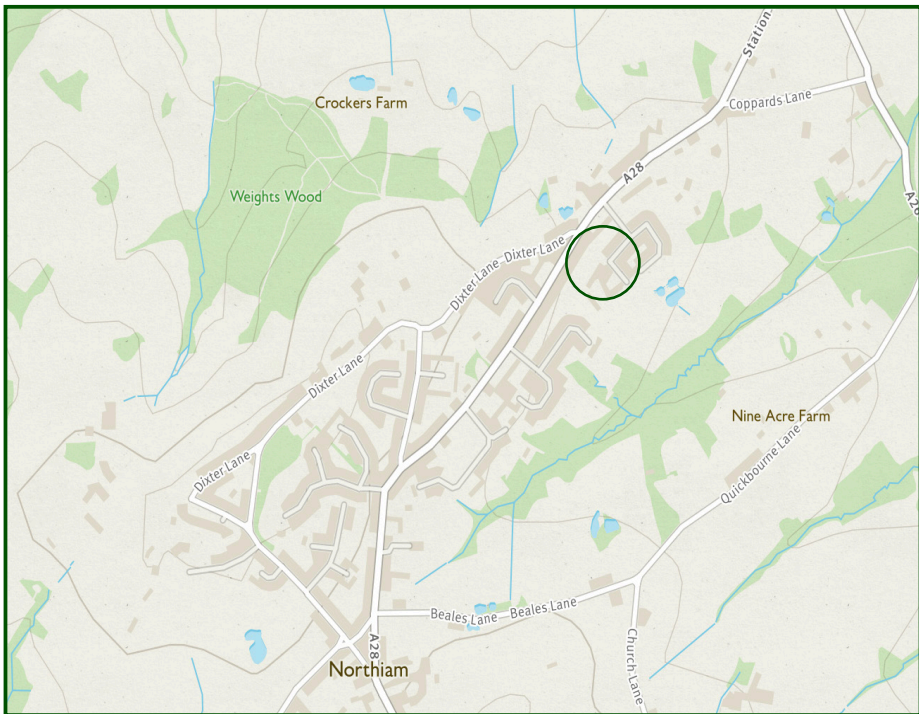 Station
Coppards Lane
Crockers Farm
A28
Weights Wood
A28
Dixter Lane
Dixter Lane
Dixter Lane
Nine Acre Farm
Quickbourne Lane
Dixter Lane
Beales Lane
Beales Lane
Church Lane
A28
Northiam